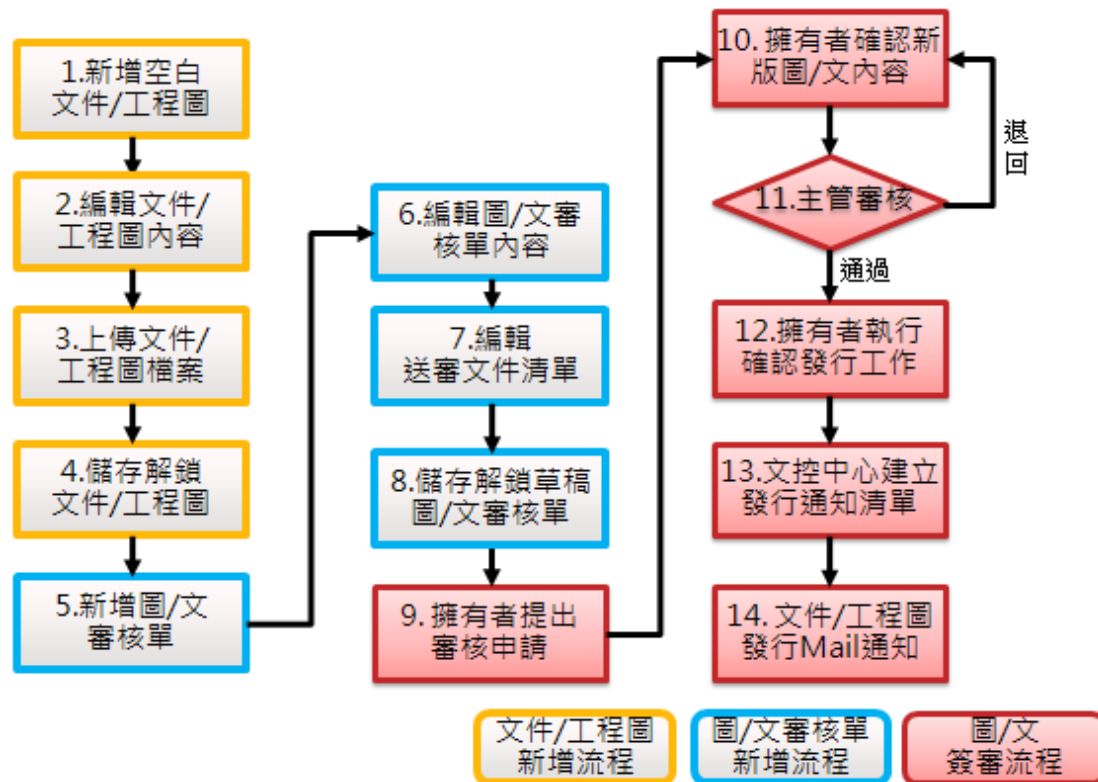 1.新增空白
文件/工程圖
2.編輯文件/
工程圖內容
3.上傳文件/
工程圖檔案
4.儲存解鎖
文件/工程圖
5.新增圖/文
審核單
6.編輯圖/文審
核單內容
7.編輯
送審文件清單
8.儲存解鎖草稿
圖/文審核單
9. 擁有者提出
審核申請
10. 擁有者確認新
版圖/文內容
退
回
11.主管審核
通過
12.擁有者執行
確認發行工作
13.文控中心建立
發行通知清單
14. 文件/工程圖
發行Mail通知
文件/工程圖
新增流程
圖/文審核單
新增流程
圖/文
簽審流程